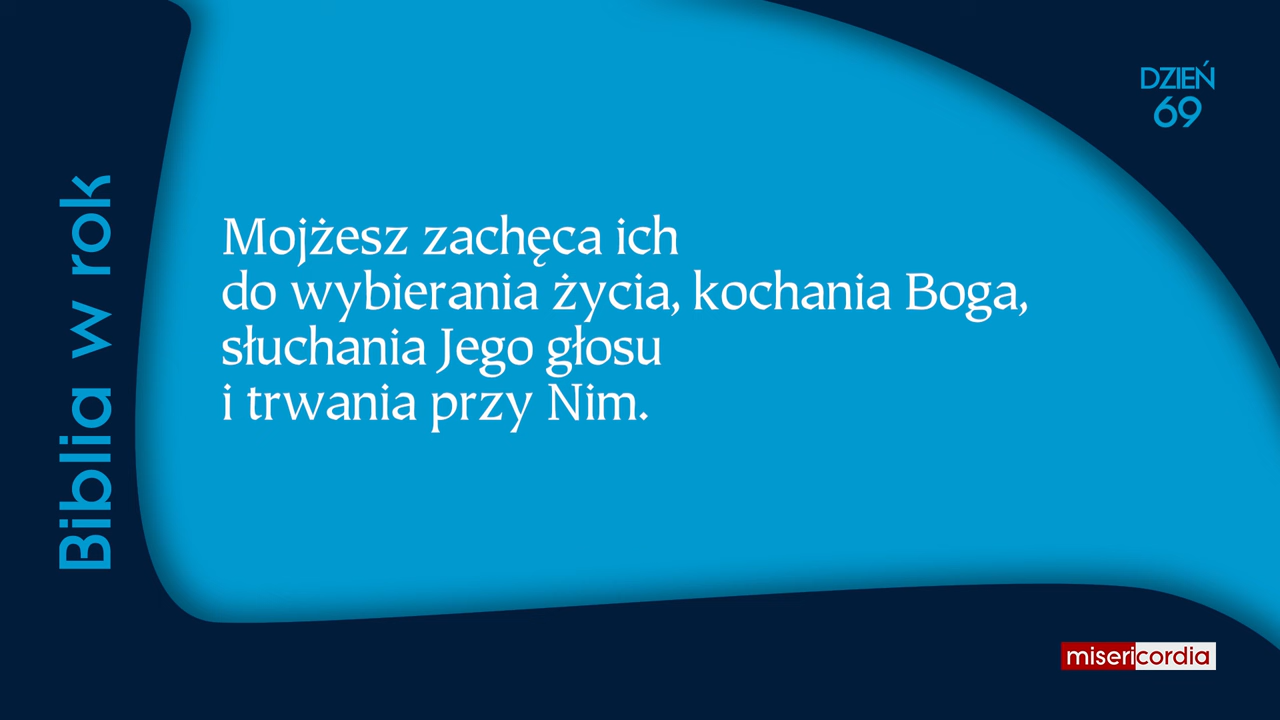 Biblia w rok
DZIEŃ
69
Mojżesz zachęca ich
do wybierania życia, kochania Boga,
słuchania Jego głosu
i trwania przy Nim.
misericordia